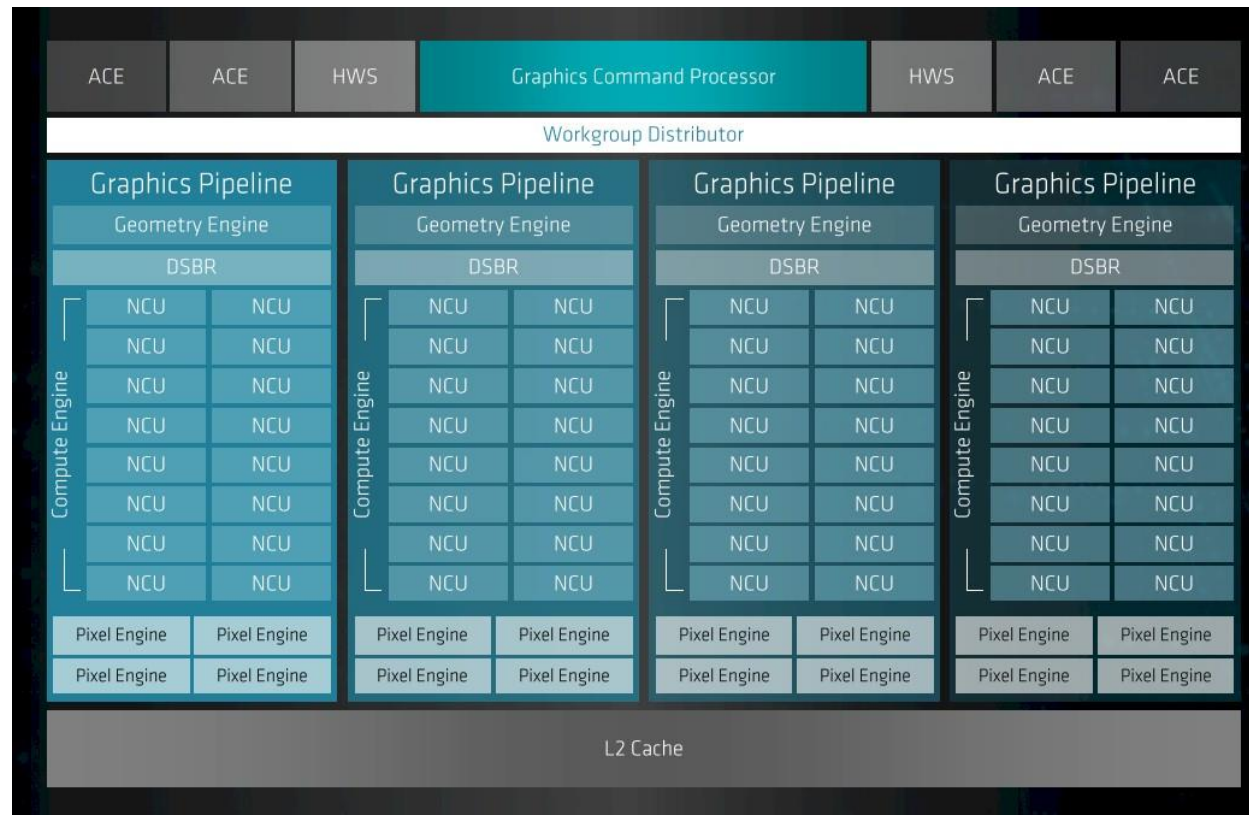 ACE ACE HWS Graphics Command Processor HWS ACE ACE
Workgroup Distributor
Graphics Pipeline Graphics Pipeline Graphics Pipeline Graphics Pipeline
Geometry Engine Geometry Engine Geometry Engine Geometry Engine
DSBR DSBR DSBR DSBR
Compute Engine Compute Engine Compute Engine Compute Engine
NCU NCU NCU NCU NCU NCU NCU NCU
NCU NCU NCU NCU NCU NCU NCU NCU
NCU NCU NCU NCU NCU NCU NCU NCU
NCU NCU NCU NCU NCU NCU NCU NCU
NCU NCU NCU NCU NCU NCU NCU NCU
NCU NCU NCU NCU NCU NCU NCU NCU
NCU NCU NCU NCU NCU NCU NCU NCU
NCU NCU NCU NCU NCU NCU NCU NCU
Pixel Engine Pixel Engine Pixel Engine Pixel Engine Pixel Engine Pixel Engine Pixel Engine Pixel Engine
Pixel Engine Pixel Engine Pixel Engine Pixel Engine Pixel Engine Pixel Engine Pixel Engine Pixel Engine
L2 Cache